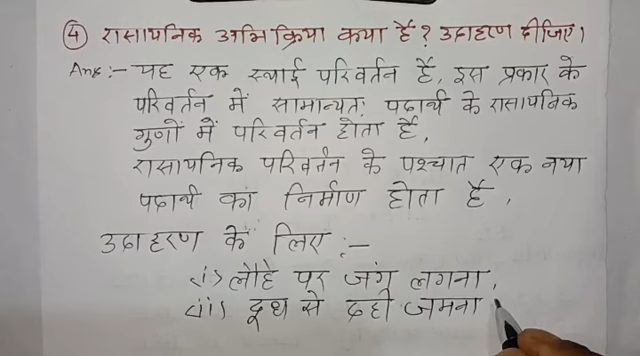 ④ रासायनिक अभिक्रिया क्या है? उदाहरण दीजिए।
Ans:- यह एक स्थाई परिवर्तन है, इस प्रकार के
परिवर्तन में सामान्यतः पदार्थ के रासायनिक
गुणों में परिवर्तन होता है,
रासायनिक परिवर्तन के पश्चात एक नया
पदार्थ का निर्माण होता है,
उदाहरण के लिए :-
(i) लोहे पर जंग लगना,
(ii) दूध से दही जमना